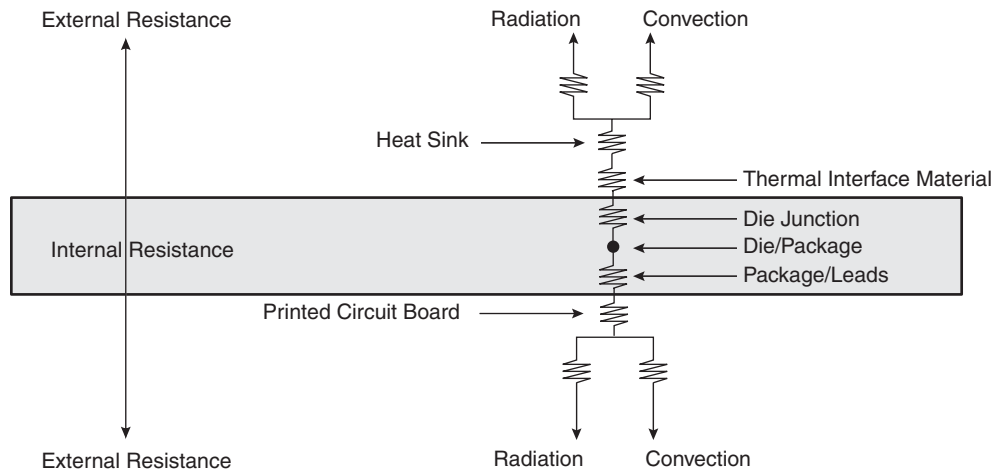 External Resistance
Radiation
Convection
Heat Sink
Thermal Interface Material
Die Junction
Internal Resistance
Die/Package
Package/Leads
Printed Circuit Board
External Resistance
Radiation
Convection